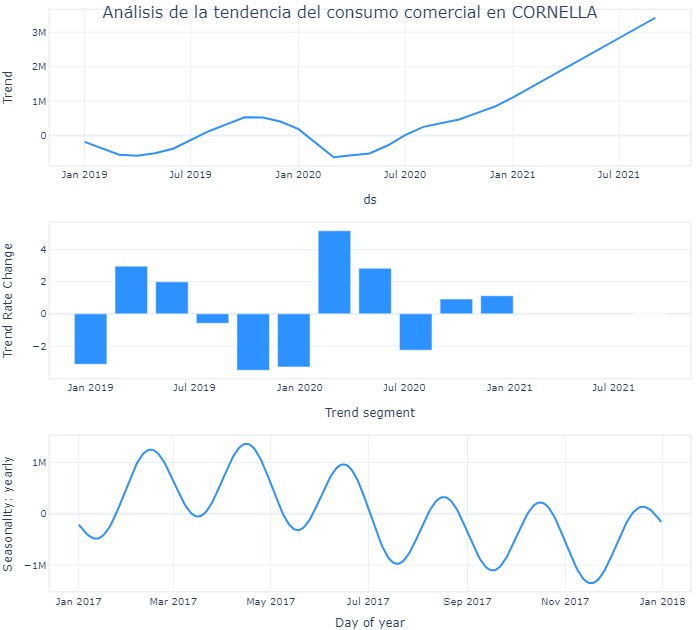 Análisis de la tendencia del consumo comercial en CORNELLA
3M
2M
1M
0
Trend
Jan 2019 Jul 2019 Jan 2020 Jul 2020 Jan 2021 Jul 2021
ds
4
2
0
−2
Trend Rate Change
Jan 2019 Jul 2019 Jan 2020 Jul 2020 Jan 2021 Jul 2021
Trend segment
1M
0
−1M
Seasonality: yearly
Jan 2017 Mar 2017 May 2017 Jul 2017 Sep 2017 Nov 2017 Jan 2018
Day of year